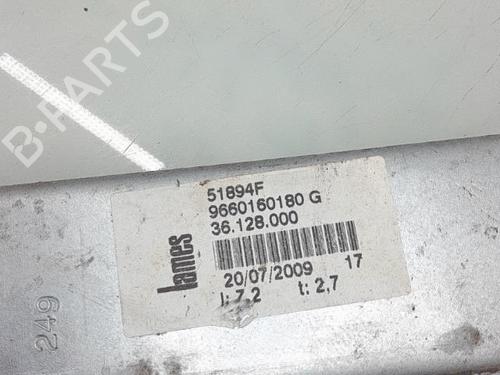 B-PARTS
51894F
9660160180 G
36.128.000
lames
20/07/2009 17
I: 7,2 t: 2,7
249